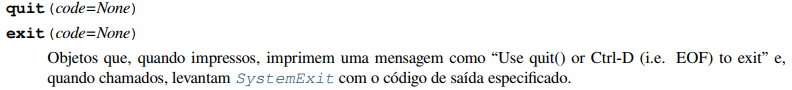 quit(code=None)
exit(code=None)
Objetos que, quando impressos, imprimem uma mensagem como “Use quit() or Ctrl-D (i.e. EOF) to exit” e,
quando chamados, levantam SystemExit com o código de saída especificado.